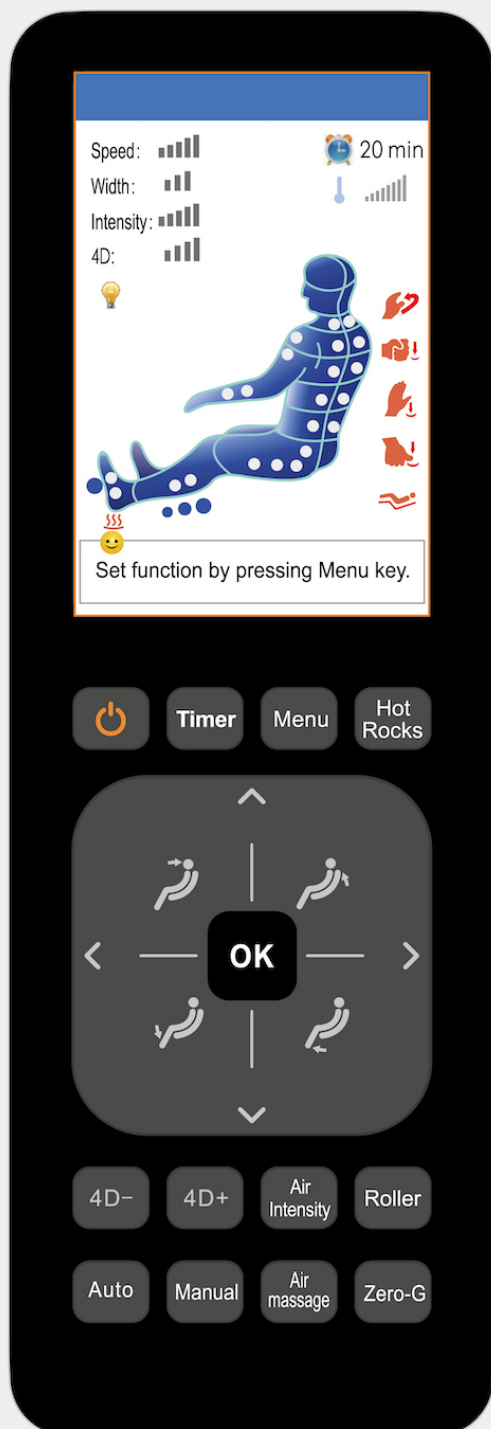 Speed:
20 min
Width:
Intensity:
4D:
Set function by pressing Menu key.
Timer
Menu
Hot
Rocks
OK
4D−
4D+
Air
Intensity
Roller
Auto
Manual
Air
massage
Zero-G